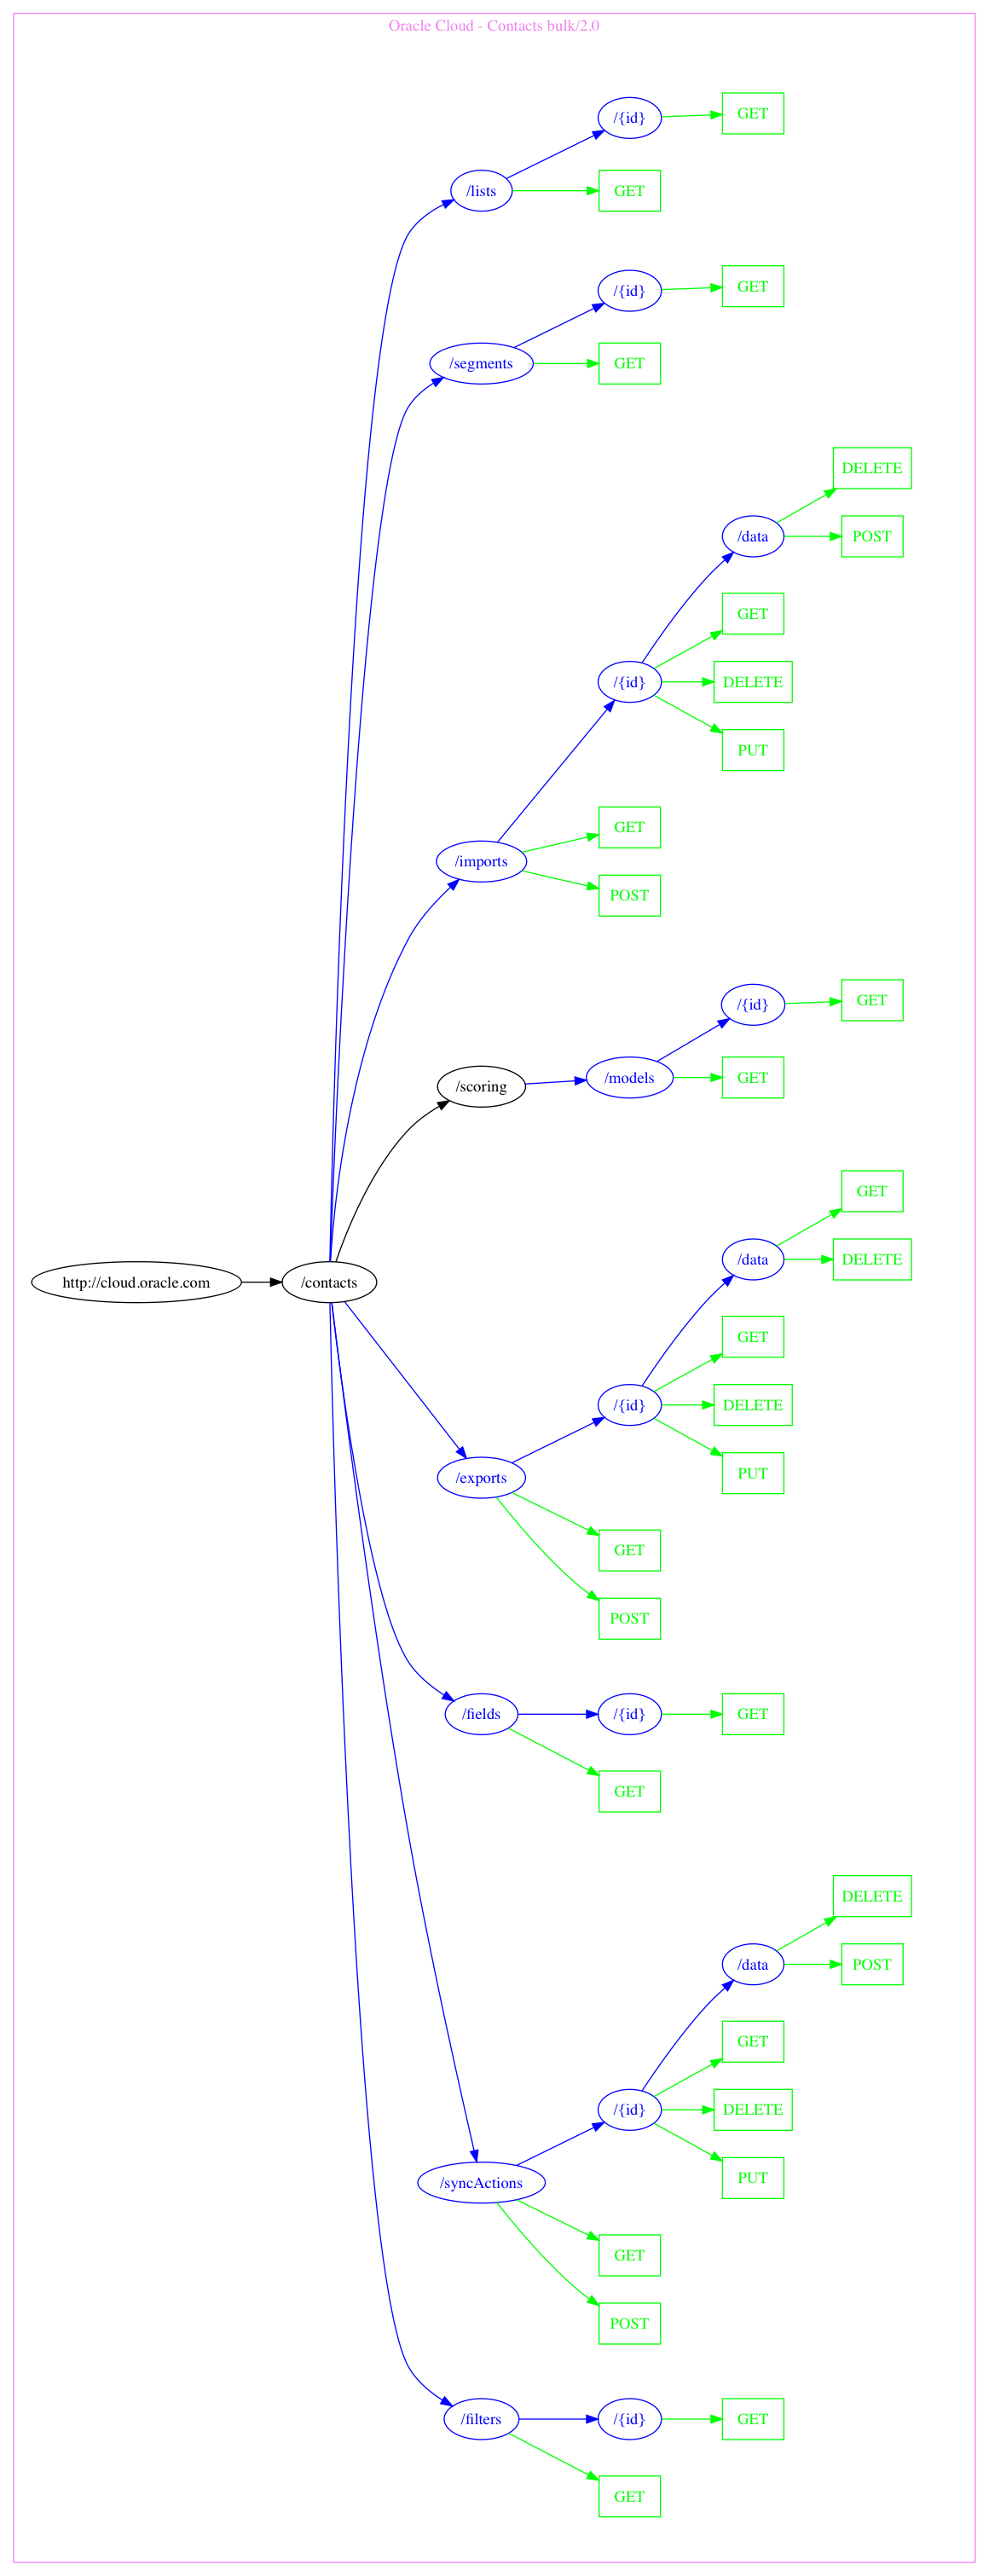 Oracle Cloud - Contacts bulk/2.0
/{id}
GET
/lists
GET
/{id}
GET
/segments
GET
DELETE
/data
POST
GET
/{id}
DELETE
PUT
GET
/imports
POST
/{id}
GET
/scoring
/models
GET
GET
/data
DELETE
http://cloud.oracle.com
/contacts
GET
/{id}
DELETE
PUT
/exports
GET
POST
/fields
/{id}
GET
GET
DELETE
/data
POST
GET
/{id}
DELETE
PUT
/syncActions
GET
POST
/filters
/{id}
GET
GET